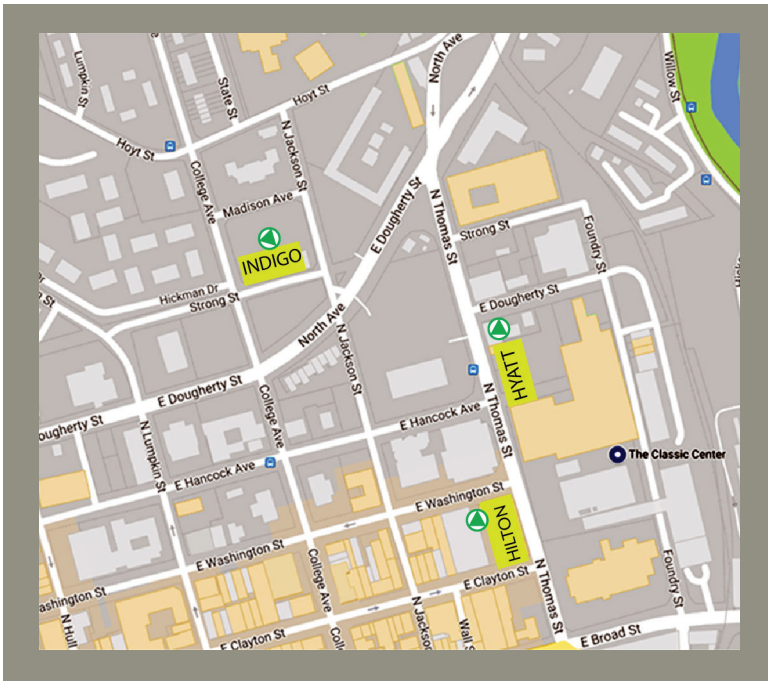 Lumpkin St
State St
North Ave
Willow St
Hoyt St
Hoyt St
N Jackson St
College Ave
Madison Ave
E Dougherty St
N Thomas St
Strong St
Foundry St
INDIGO
Hickman Dr
Strong St
E Dougherty St
North Ave
N Jackson St
HYATT
E Dougherty St
N Thomas St
ougherty St
N Lumpkin St
College Ave
E Hancock Ave
E Hancock Ave
The Classic Center
E Washington St
HILTON
E Washington St
College Ave
N Thomas St
E Clayton St
Foundry St
ashington St
N Hull
E Clayton St
Coll
N Jackson
Wall S
E Broad St